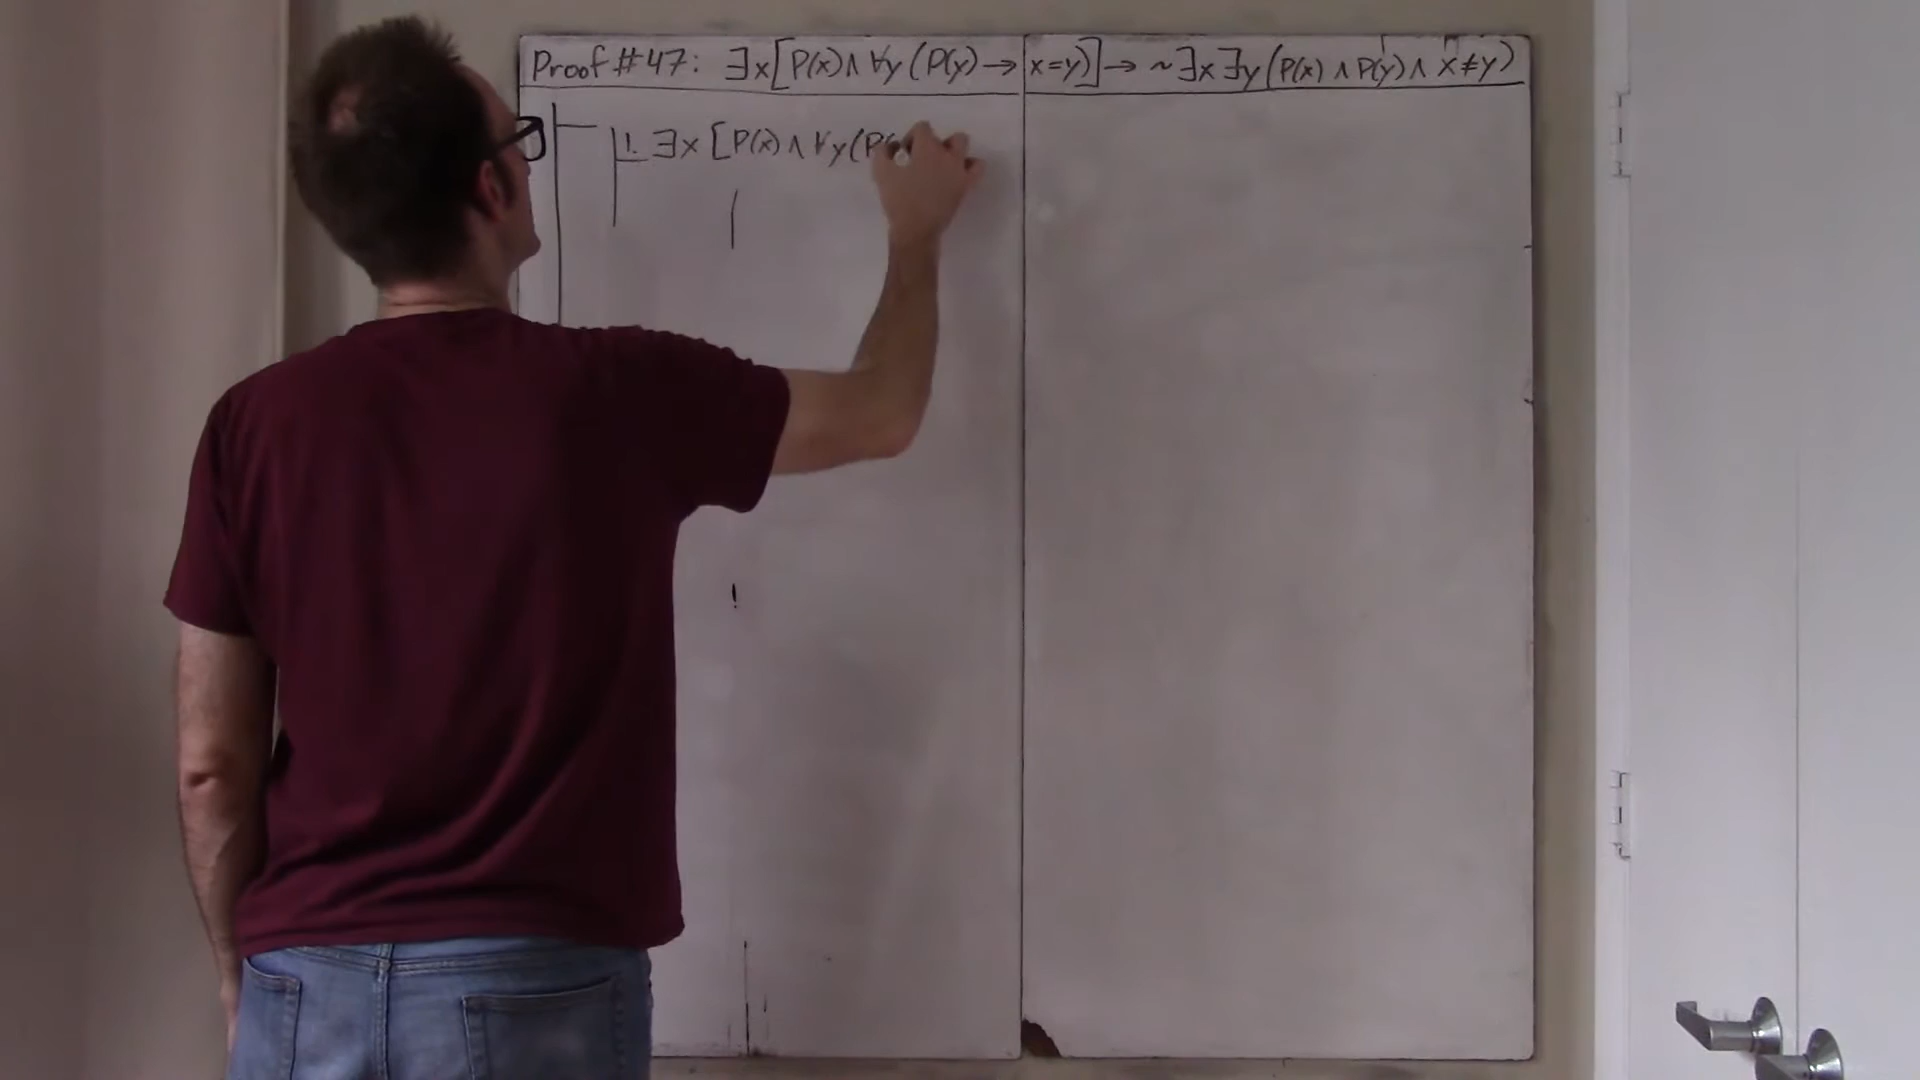 Proof #47: ∃x[P(x)∧∀y(P(y)→x=y)]→~∃x∃y(P(x)∧P(y)∧x≠y)
1. ∃x[P(x)∧∀y(P(